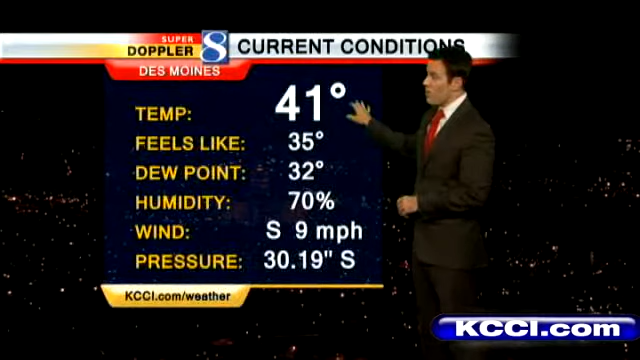 SUPER
DOPPLER 8 CURRENT CONDITIONS
DES MOINES
TEMP: 41°
FEELS LIKE: 35°
DEW POINT: 32°
HUMIDITY: 70%
WIND: S 9 mph
PRESSURE: 30.19" S
KCCI.com/weather
KCCI.com